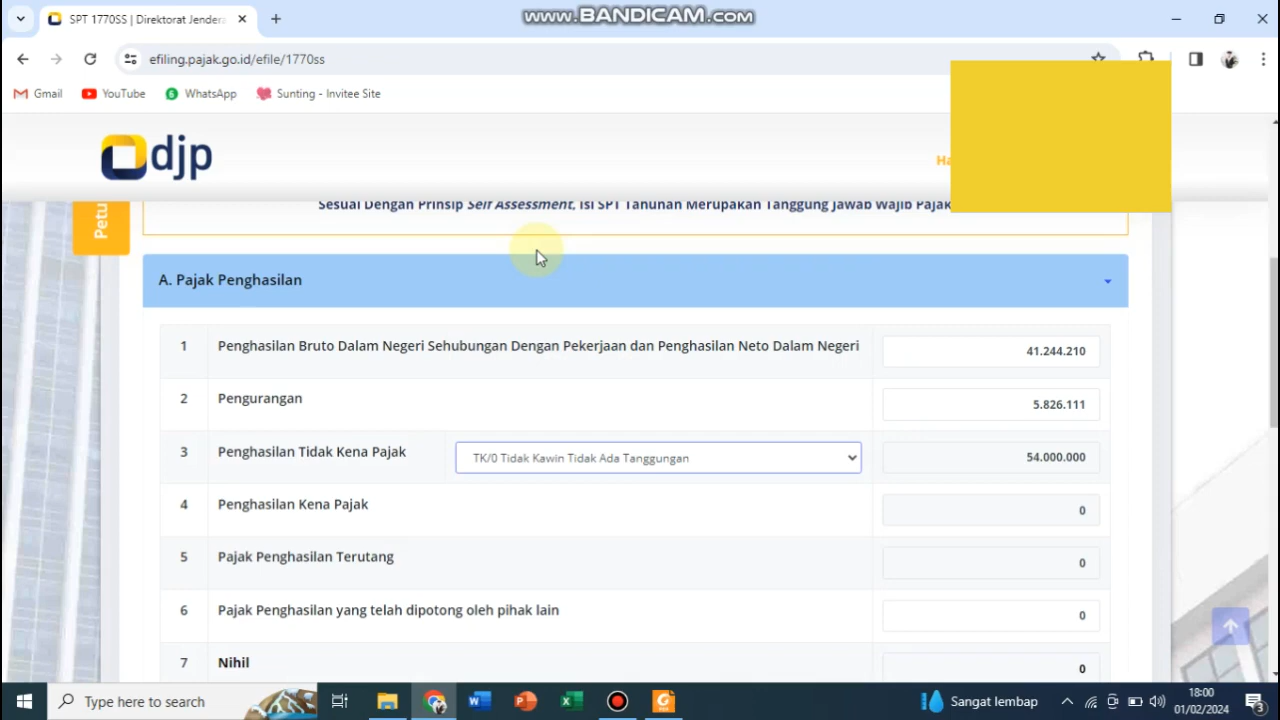 www.BANDICAM.com
SPT 1770SS | Direktorat Jendera
efiling.pajak.go.id/efile/1770ss
Gmail YouTube WhatsApp Sunting - Invitee Site
djp
Ha
Petu
Sesuai Dengan Prinsip Self Assessment, Isi SPT Tahunan Merupakan Tanggung Jawab Wajib Pajak
A. Pajak Penghasilan
1 Penghasilan Bruto Dalam Negeri Sehubungan Dengan Pekerjaan dan Penghasilan Neto Dalam Negeri 41.244.210
2 Pengurangan 5.826.111
3 Penghasilan Tidak Kena Pajak TK/0 Tidak Kawin Tidak Ada Tanggungan 54.000.000
4 Penghasilan Kena Pajak 0
5 Pajak Penghasilan Terutang 0
6 Pajak Penghasilan yang telah dipotong oleh pihak lain 0
7 Nihil 0
Type here to search
Sangat lembap
18:00
01/02/2024
3